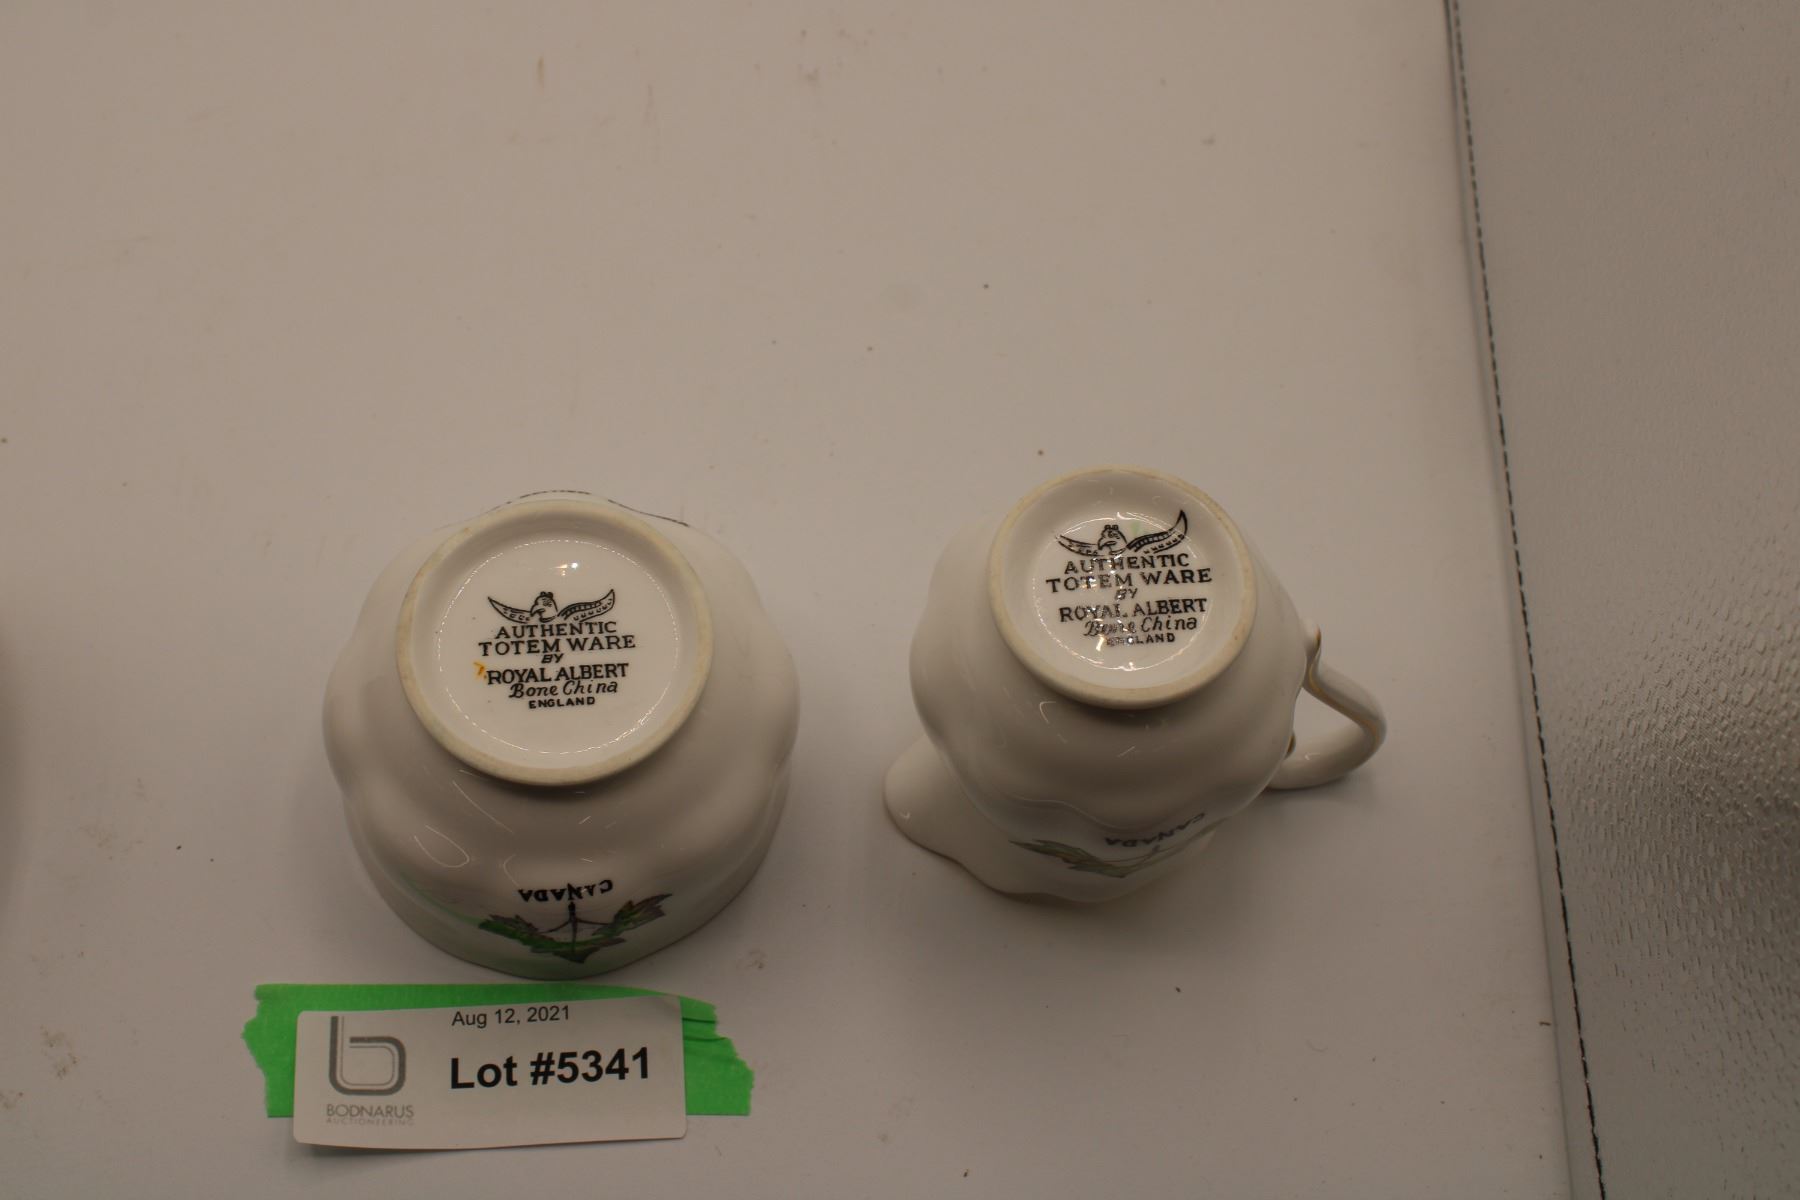 AUTHENTIC
TOTEM WARE
BY
ROYAL ALBERT
Bone China
ENGLAND
CANADA
AUTHENTIC
TOTEM WARE
BY
ROYAL ALBERT
Bone China
ENGLAND
CANADA
Aug 12, 2021
Lot #5341
BODNARUS
AUCTIONEERING